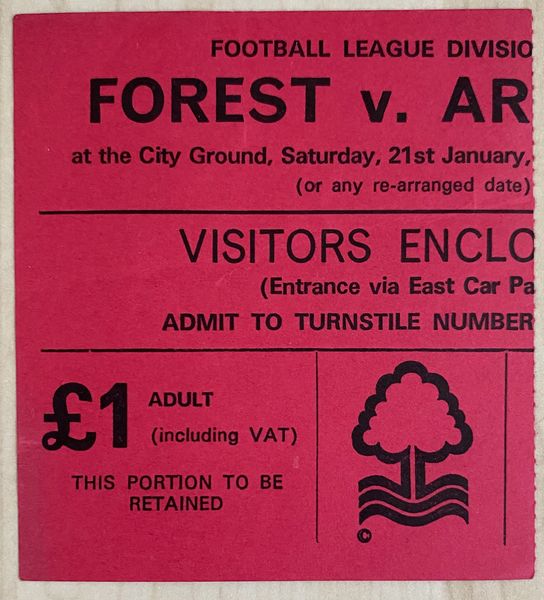 FOOTBALL LEAGUE DIVISIO
FOREST v. AR
at the City Ground, Saturday, 21st January,
(or any re-arranged date)
VISITORS ENCLO
(Entrance via East Car Pa
ADMIT TO TURNSTILE NUMBER
£1 ADULT
(including VAT)
THIS PORTION TO BE
RETAINED
©